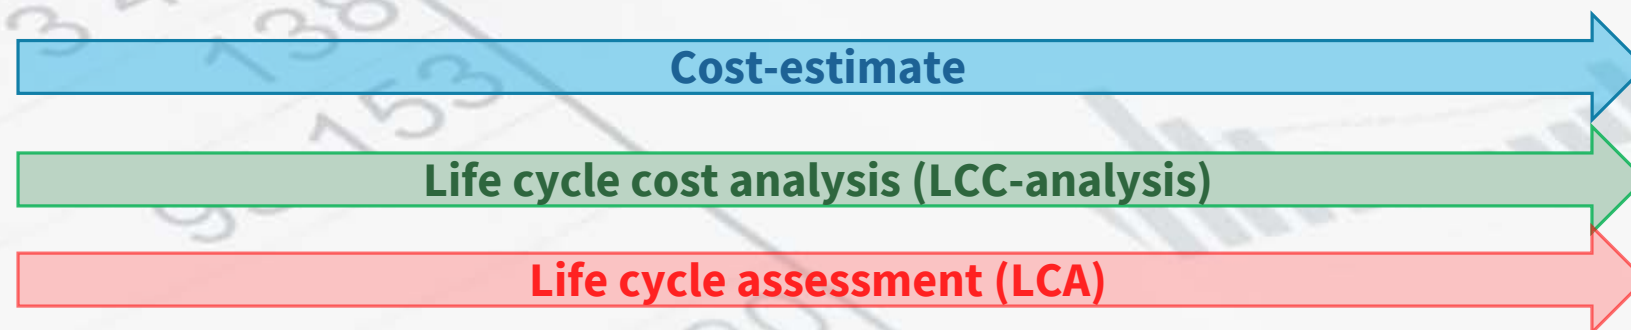 Cost-estimate
Life cycle cost analysis (LCC-analysis)
Life cycle assessment (LCA)